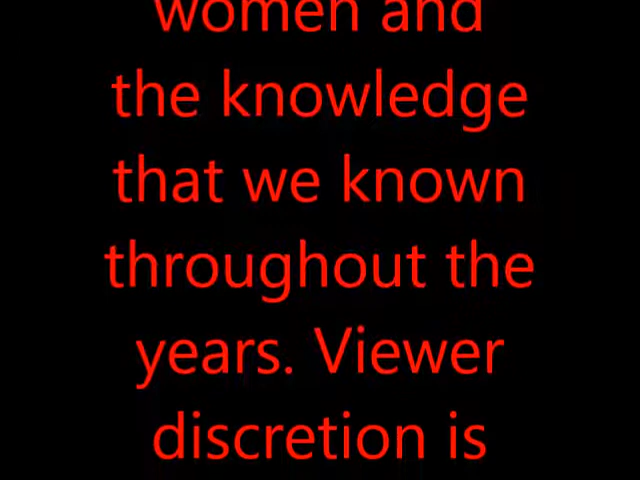 women and
the knowledge
that we known
throughout the
years. Viewer
discretion is